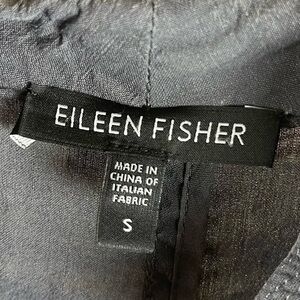 EILEEN FISHER
MADE IN
CHINA OF
ITALIAN
FABRIC
S